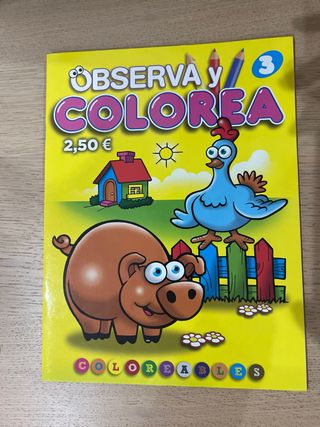 OBSERVA y
3
COLOREA
2,50 €
COLOREABLES